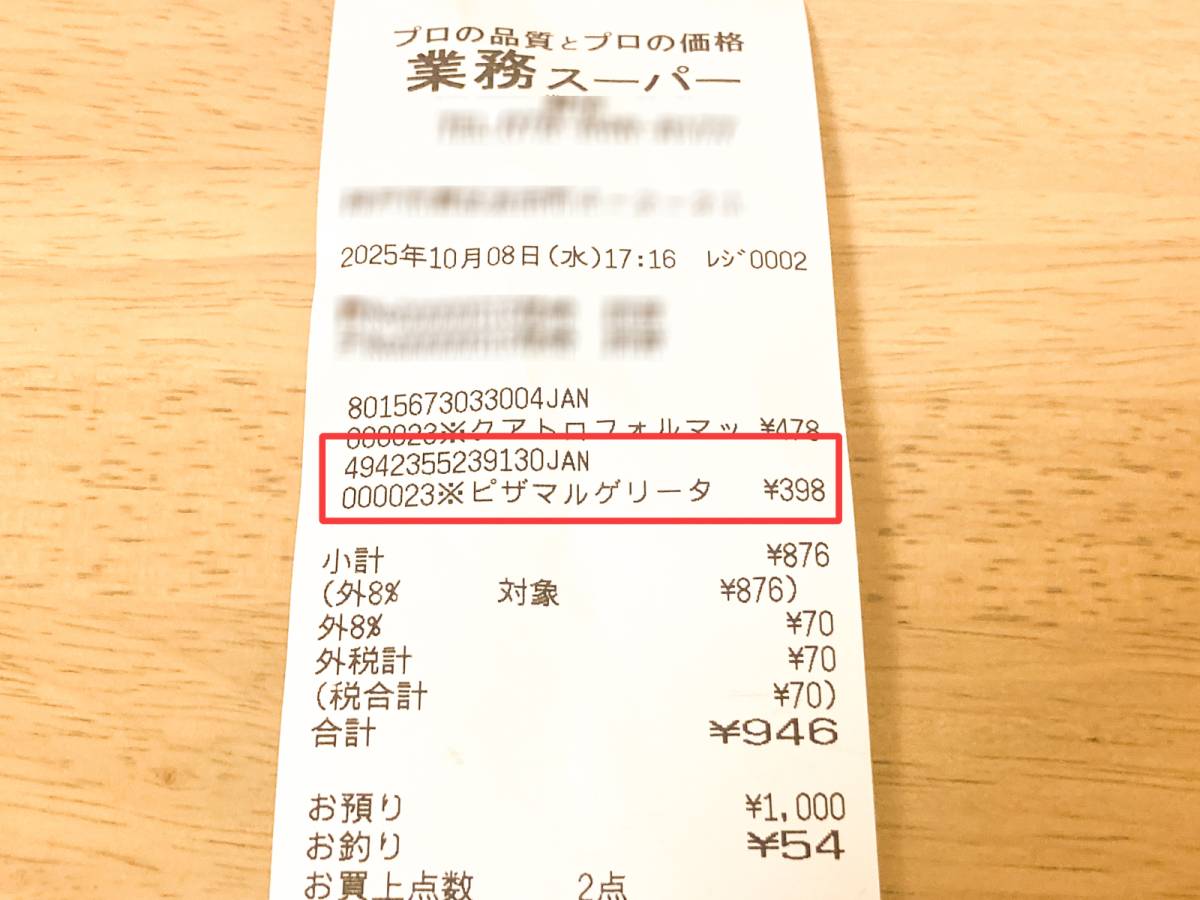 プロの品質とプロの価格
業務スーパー
2025年10月08日(水)17:16 ﾚｼﾞ0002
8015673033004JAN
000023※クアトロフォルマッ ¥478
4942355239130JAN
000023※ピザマルゲリータ ¥398
小計 ¥876
(外8% 対象 ¥876)
外8% ¥70
外税計 ¥70
(税合計 ¥70)
合計 ¥946
お預り ¥1,000
お釣り ¥54
お買上点数 2点